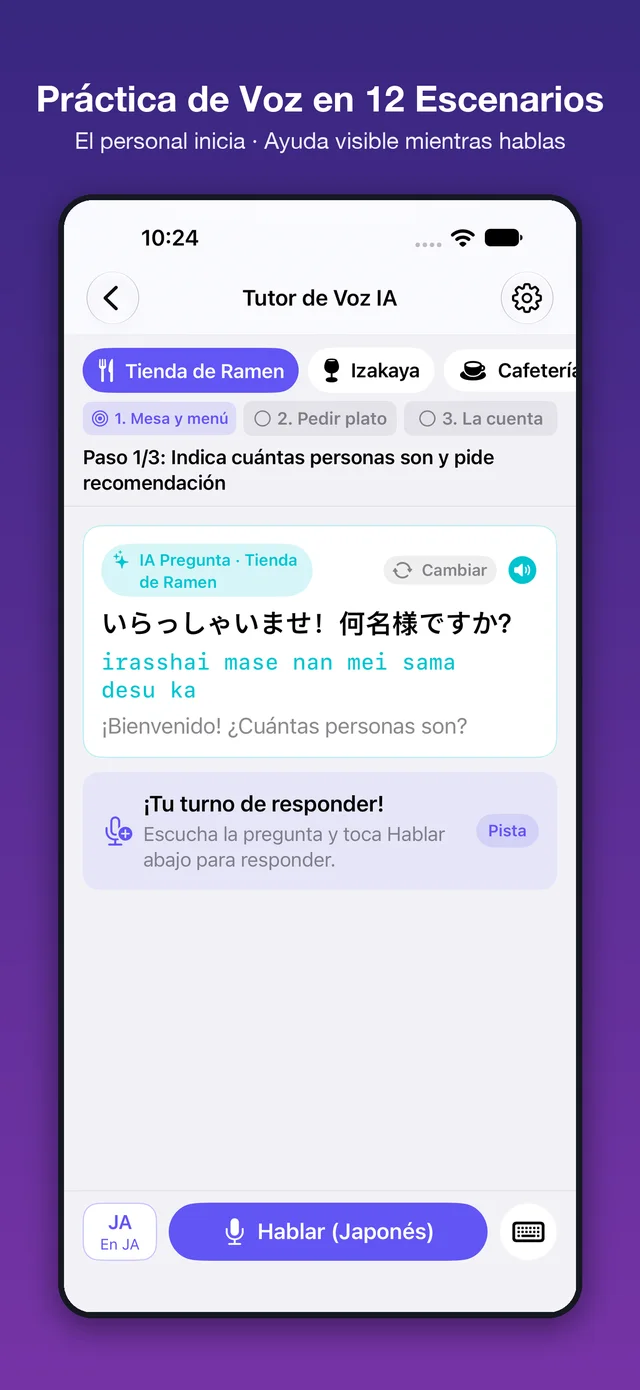 Práctica de Voz en 12 Escenarios
El personal inicia · Ayuda visible mientras hablas
10:24
Tutor de Voz IA
Tienda de Ramen
Izakaya
Cafetería
1. Mesa y menú
2. Pedir plato
3. La cuenta
Paso 1/3: Indica cuántas personas son y pide
recomendación
IA Pregunta · Tienda
de Ramen
Cambiar
いらっしゃいませ！何名様ですか?
irasshai mase nan mei sama
desu ka
¡Bienvenido! ¿Cuántas personas son?
¡Tu turno de responder!
Escucha la pregunta y toca Hablar
abajo para responder.
Pista
JA
En JA
Hablar (Japonés)